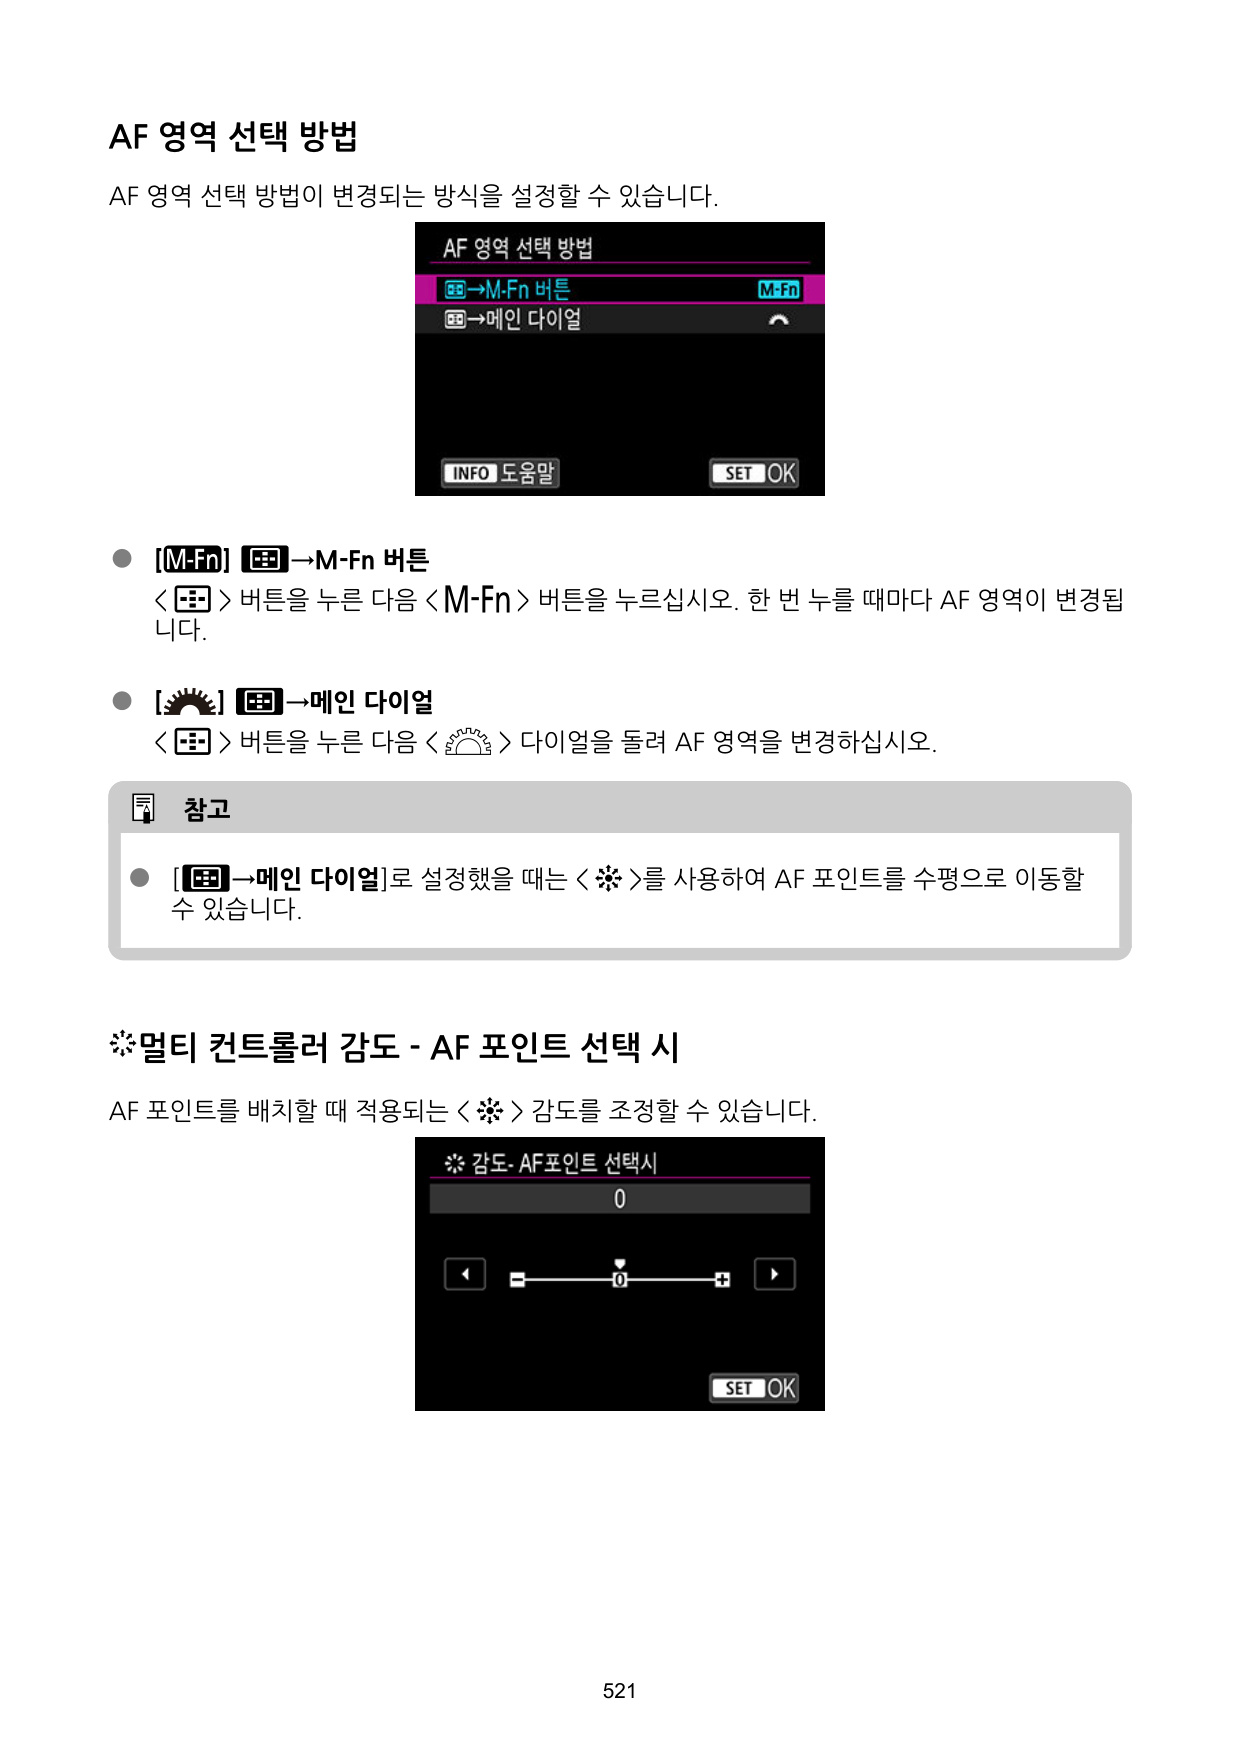 AF 영역 선택 방법
AF 영역 선택 방법이 변경되는 방식을 설정할 수 있습니다.
AF 영역 선택 방법
→M-Fn 버튼 M-Fn
→메인 다이얼
INFO 도움말 SET OK
● [M-Fn] →M-Fn 버튼
< > 버튼을 누른 다음 < M-Fn > 버튼을 누르십시오. 한 번 누를 때마다 AF 영역이 변경됩
니다.
● [ ] →메인 다이얼
< > 버튼을 누른 다음 < > 다이얼을 돌려 AF 영역을 변경하십시오.
참고
● [ →메인 다이얼]로 설정했을 때는 < >를 사용하여 AF 포인트를 수평으로 이동할
수 있습니다.
멀티 컨트롤러 감도 - AF 포인트 선택 시
AF 포인트를 배치할 때 적용되는 < > 감도를 조정할 수 있습니다.
감도- AF포인트 선택시
0
- 0 +
SET OK
521